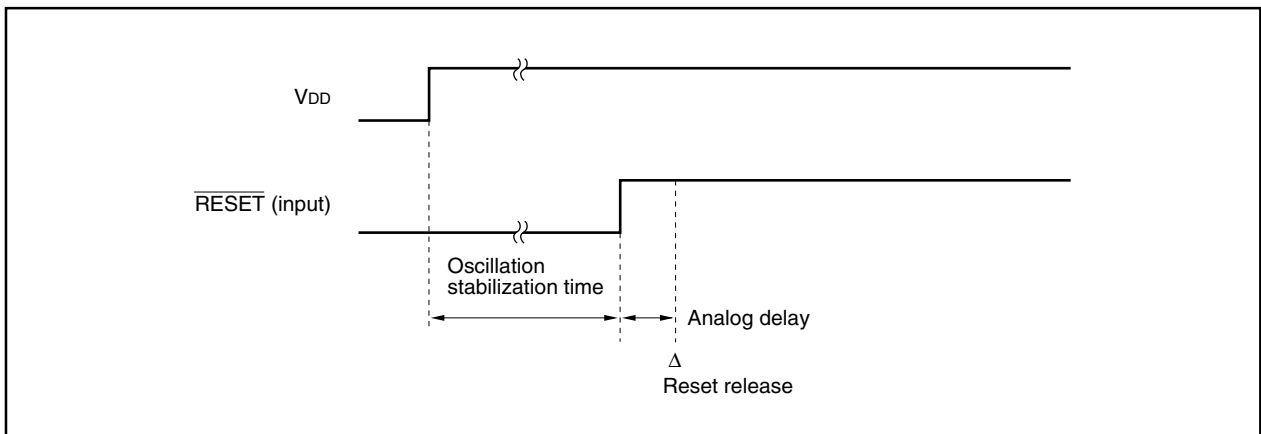 VDD
RESET (input)
Oscillation
stabilization time
Analog delay
Δ
Reset release